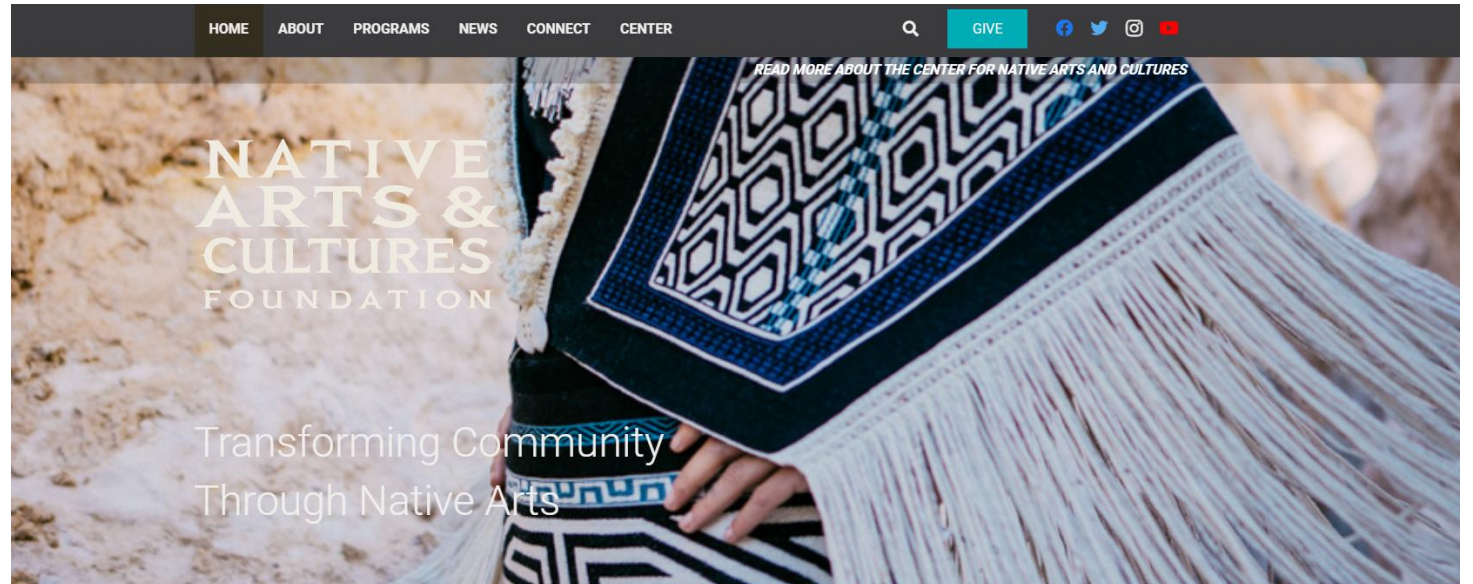 HOME ABOUT PROGRAMS NEWS CONNECT CENTER GIVE
READ MORE ABOUT THE CENTER FOR NATIVE ARTS AND CULTURES
NATIVE
ARTS &
CULTURES
FOUNDATION
Transforming Community
Through Native Arts